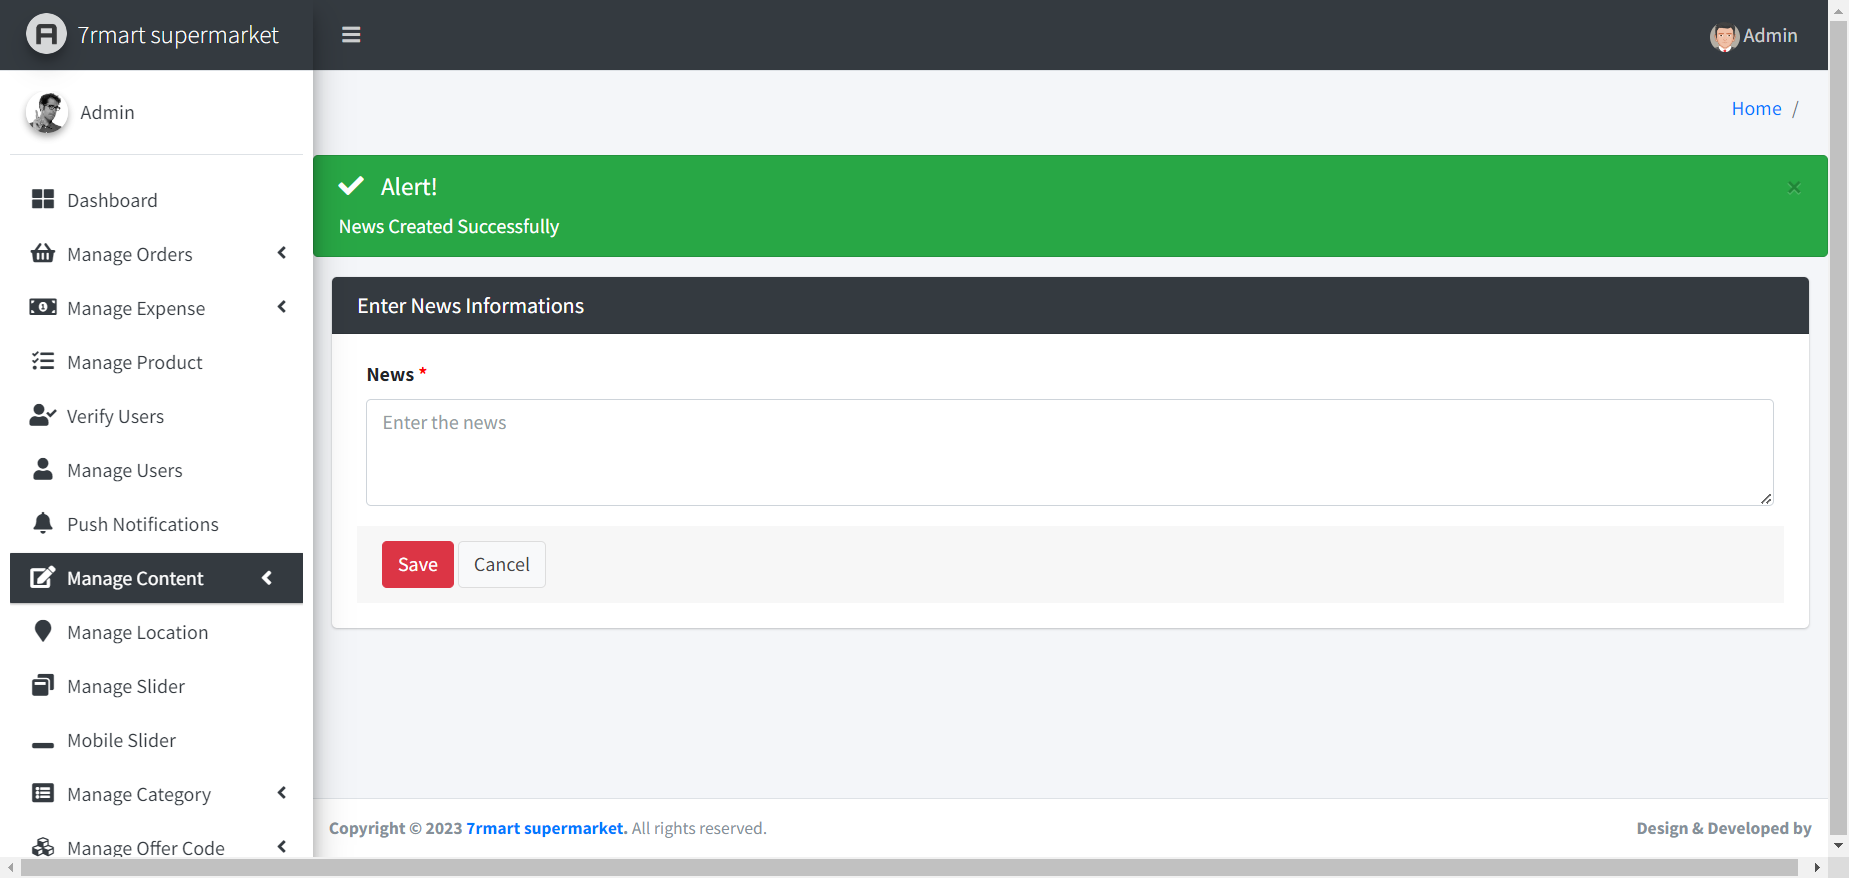 7rmart supermarket
Admin
Admin
Home /
Alert!
×
News Created Successfully
Dashboard
Manage Orders
Manage Expense
Manage Product
Verify Users
Manage Users
Push Notifications
Manage Content
Manage Location
Manage Slider
Mobile Slider
Manage Category
Manage Offer Code
Enter News Informations
News *
Enter the news
Save Cancel
Copyright © 2023 7rmart supermarket. All rights reserved.
Design & Developed by